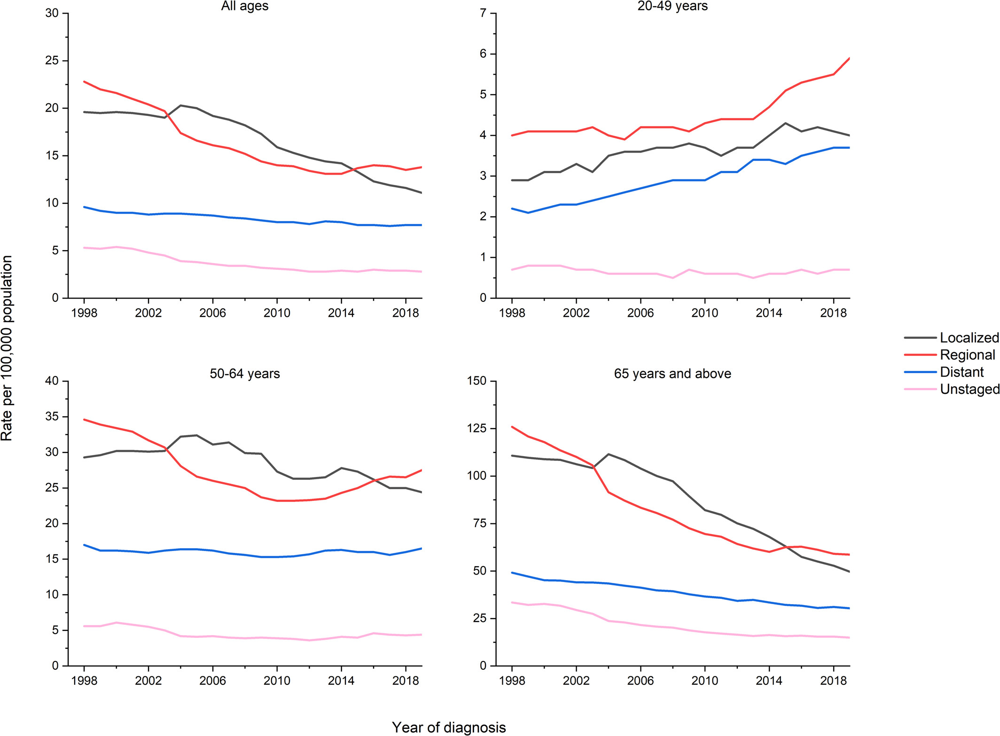 All ages
30
25
20
15
10
5
0
1998 2002 2006 2010 2014 2018
20-49 years
7
6
5
4
3
2
1
0
1998 2002 2006 2010 2014 2018
Rate per 100,000 population
50-64 years
40
35
30
25
20
15
10
5
0
1998 2002 2006 2010 2014 2018
65 years and above
150
125
100
75
50
25
0
1998 2002 2006 2010 2014 2018
Localized
Regional
Distant
Unstaged
Year of diagnosis